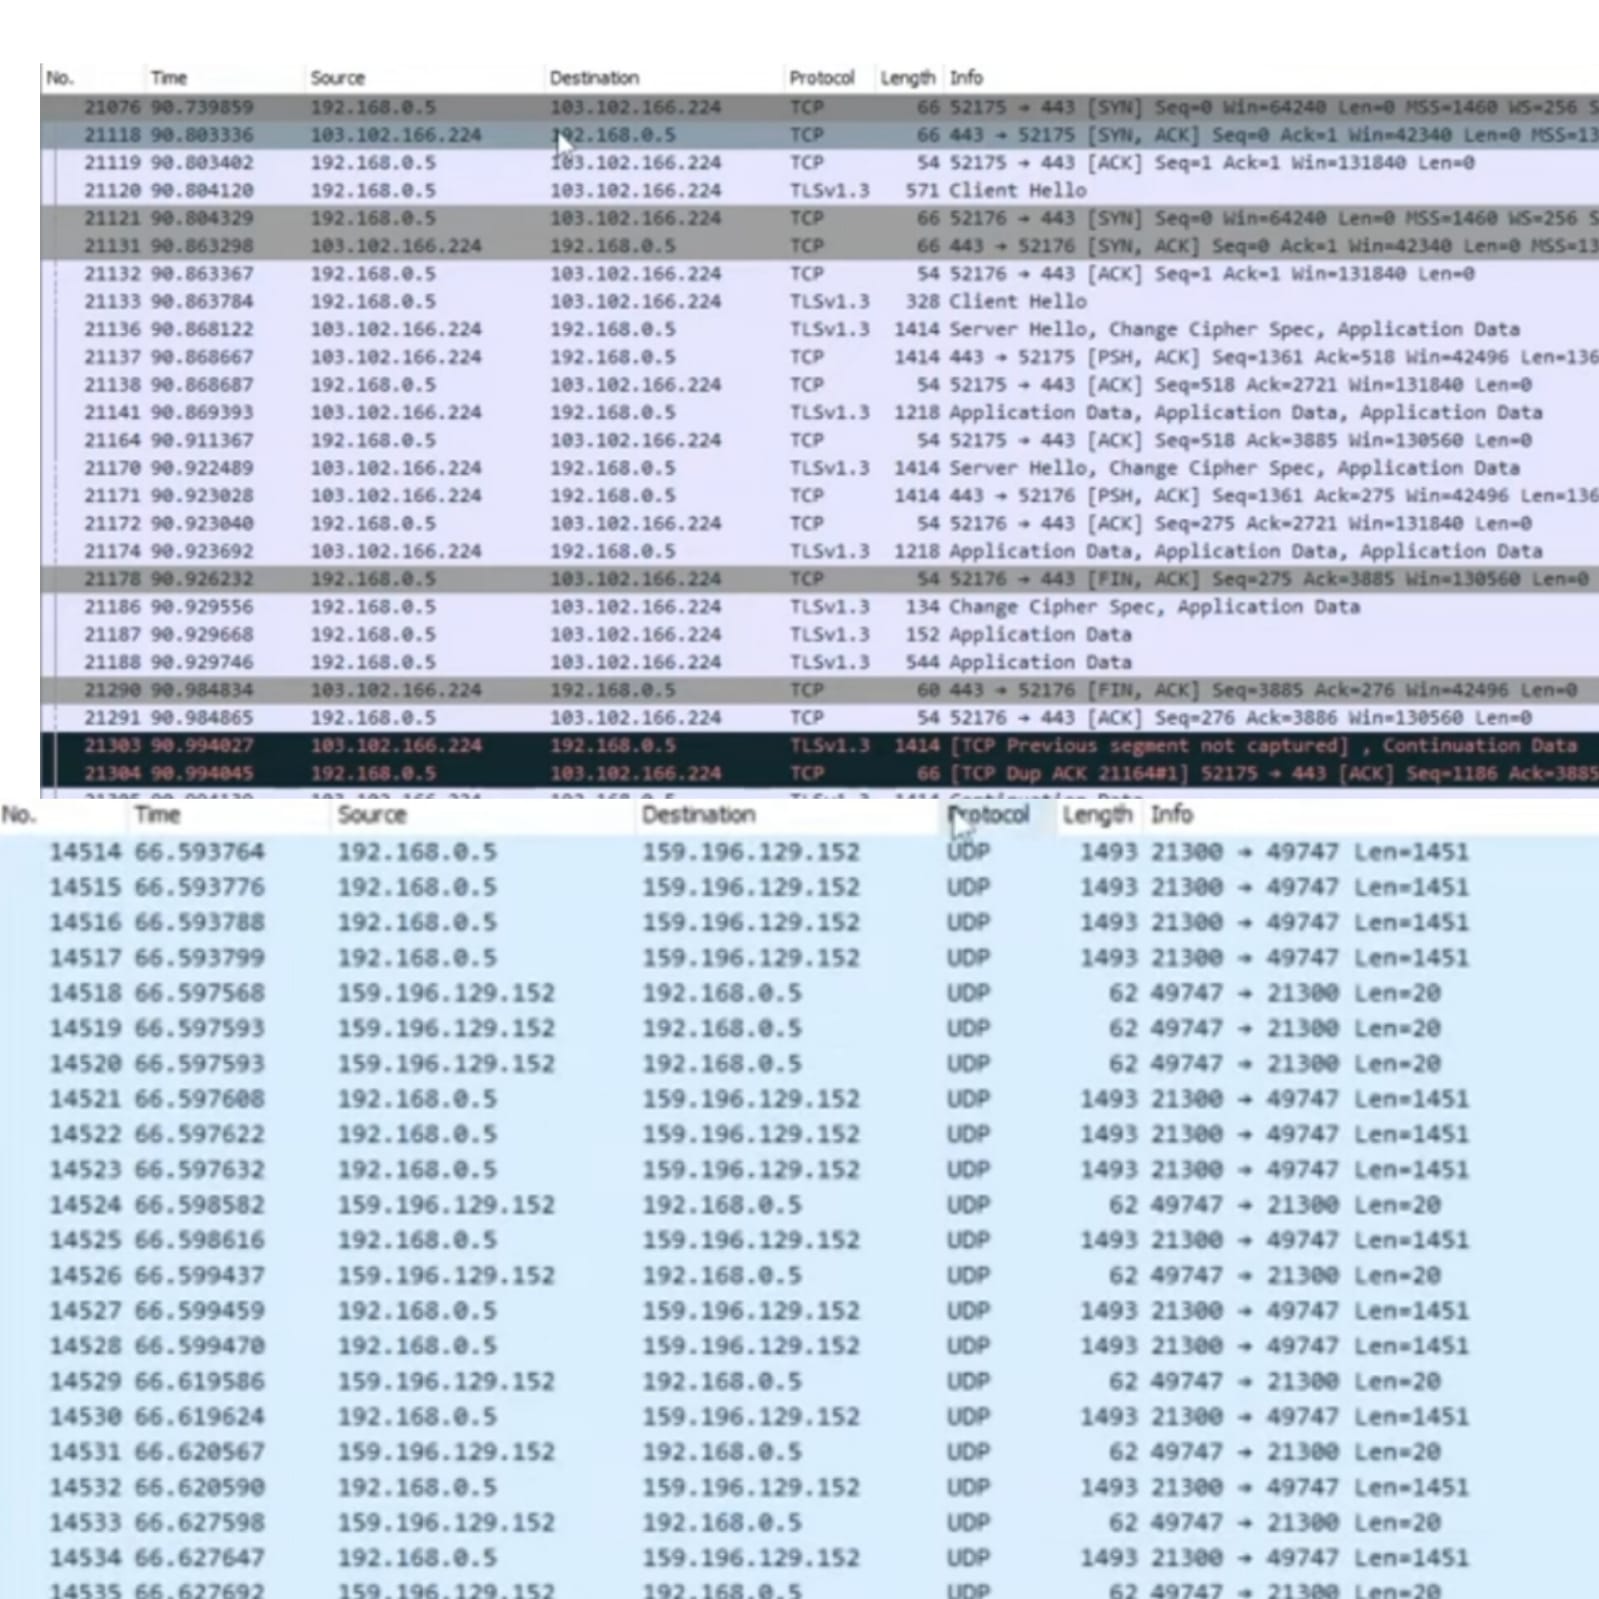 No. Time Source Destination Protocol Length Info
21076 90.739859 192.168.0.5 103.102.166.224 TCP 66 52175 → 443 [SYN] Seq=0 Win=64240 Len=0 MSS=1460 WS=256 S
21118 90.803336 103.102.166.224 192.168.0.5 TCP 66 443 → 52175 [SYN, ACK] Seq=0 Ack=1 Win=42340 Len=0 MSS=13
21119 90.803402 192.168.0.5 103.102.166.224 TCP 54 52175 → 443 [ACK] Seq=1 Ack=1 Win=131840 Len=0
21120 90.804120 192.168.0.5 103.102.166.224 TLSv1.3 571 Client Hello
21121 90.804329 192.168.0.5 103.102.166.224 TCP 66 52176 → 443 [SYN] Seq=0 Win=64240 Len=0 MSS=1460 WS=256 S
21131 90.863298 103.102.166.224 192.168.0.5 TCP 66 443 → 52176 [SYN, ACK] Seq=0 Ack=1 Win=42340 Len=0 MSS=13
21132 90.863367 192.168.0.5 103.102.166.224 TCP 54 52176 → 443 [ACK] Seq=1 Ack=1 Win=131840 Len=0
21133 90.863784 192.168.0.5 103.102.166.224 TLSv1.3 328 Client Hello
21136 90.868122 103.102.166.224 192.168.0.5 TLSv1.3 1414 Server Hello, Change Cipher Spec, Application Data
21137 90.868667 103.102.166.224 192.168.0.5 TCP 1414 443 → 52175 [PSH, ACK] Seq=1361 Ack=518 Win=42496 Len=136
21138 90.868687 192.168.0.5 103.102.166.224 TCP 54 52175 → 443 [ACK] Seq=518 Ack=2721 Win=131840 Len=0
21141 90.869393 103.102.166.224 192.168.0.5 TLSv1.3 1218 Application Data, Application Data, Application Data
21164 90.911367 192.168.0.5 103.102.166.224 TCP 54 52175 → 443 [ACK] Seq=518 Ack=3885 Win=130560 Len=0
21170 90.922489 103.102.166.224 192.168.0.5 TLSv1.3 1414 Server Hello, Change Cipher Spec, Application Data
21171 90.923028 103.102.166.224 192.168.0.5 TCP 1414 443 → 52176 [PSH, ACK] Seq=1361 Ack=275 Win=42496 Len=136
21172 90.923040 192.168.0.5 103.102.166.224 TCP 54 52176 → 443 [ACK] Seq=275 Ack=2721 Win=131840 Len=0
21174 90.923692 103.102.166.224 192.168.0.5 TLSv1.3 1218 Application Data, Application Data, Application Data
21178 90.926232 192.168.0.5 103.102.166.224 TCP 54 52176 → 443 [FIN, ACK] Seq=275 Ack=3885 Win=130560 Len=0
21186 90.929556 192.168.0.5 103.102.166.224 TLSv1.3 134 Change Cipher Spec, Application Data
21187 90.929668 192.168.0.5 103.102.166.224 TLSv1.3 152 Application Data
21188 90.929746 192.168.0.5 103.102.166.224 TLSv1.3 544 Application Data
21290 90.984834 103.102.166.224 192.168.0.5 TCP 60 443 → 52176 [FIN, ACK] Seq=3885 Ack=276 Win=42496 Len=0
21291 90.984865 192.168.0.5 103.102.166.224 TCP 54 52176 → 443 [ACK] Seq=276 Ack=3886 Win=130560 Len=0
21303 90.994027 103.102.166.224 192.168.0.5 TLSv1.3 1414 [TCP Previous segment not captured] , Continuation Data
21304 90.994045 192.168.0.5 103.102.166.224 TCP 66 [TCP Dup ACK 21164#1] 52175 → 443 [ACK] Seq=1186 Ack=3885
No. Time Source Destination Protocol Length Info
14514 66.593764 192.168.0.5 159.196.129.152 UDP 1493 21300 → 49747 Len=1451
14515 66.593776 192.168.0.5 159.196.129.152 UDP 1493 21300 → 49747 Len=1451
14516 66.593788 192.168.0.5 159.196.129.152 UDP 1493 21300 → 49747 Len=1451
14517 66.593799 192.168.0.5 159.196.129.152 UDP 1493 21300 → 49747 Len=1451
14518 66.597568 159.196.129.152 192.168.0.5 UDP 62 49747 → 21300 Len=20
14519 66.597593 159.196.129.152 192.168.0.5 UDP 62 49747 → 21300 Len=20
14520 66.597593 159.196.129.152 192.168.0.5 UDP 62 49747 → 21300 Len=20
14521 66.597608 192.168.0.5 159.196.129.152 UDP 1493 21300 → 49747 Len=1451
14522 66.597622 192.168.0.5 159.196.129.152 UDP 1493 21300 → 49747 Len=1451
14523 66.597632 192.168.0.5 159.196.129.152 UDP 1493 21300 → 49747 Len=1451
14524 66.598582 159.196.129.152 192.168.0.5 UDP 62 49747 → 21300 Len=20
14525 66.598616 192.168.0.5 159.196.129.152 UDP 1493 21300 → 49747 Len=1451
14526 66.599437 159.196.129.152 192.168.0.5 UDP 62 49747 → 21300 Len=20
14527 66.599459 192.168.0.5 159.196.129.152 UDP 1493 21300 → 49747 Len=1451
14528 66.599470 192.168.0.5 159.196.129.152 UDP 1493 21300 → 49747 Len=1451
14529 66.619586 159.196.129.152 192.168.0.5 UDP 62 49747 → 21300 Len=20
14530 66.619624 192.168.0.5 159.196.129.152 UDP 1493 21300 → 49747 Len=1451
14531 66.620567 159.196.129.152 192.168.0.5 UDP 62 49747 → 21300 Len=20
14532 66.620590 192.168.0.5 159.196.129.152 UDP 1493 21300 → 49747 Len=1451
14533 66.627598 159.196.129.152 192.168.0.5 UDP 62 49747 → 21300 Len=20
14534 66.627647 192.168.0.5 159.196.129.152 UDP 1493 21300 → 49747 Len=1451
14535 66.627692 159.196.129.152 192.168.0.5 UDP 62 49747 → 21300 Len=20